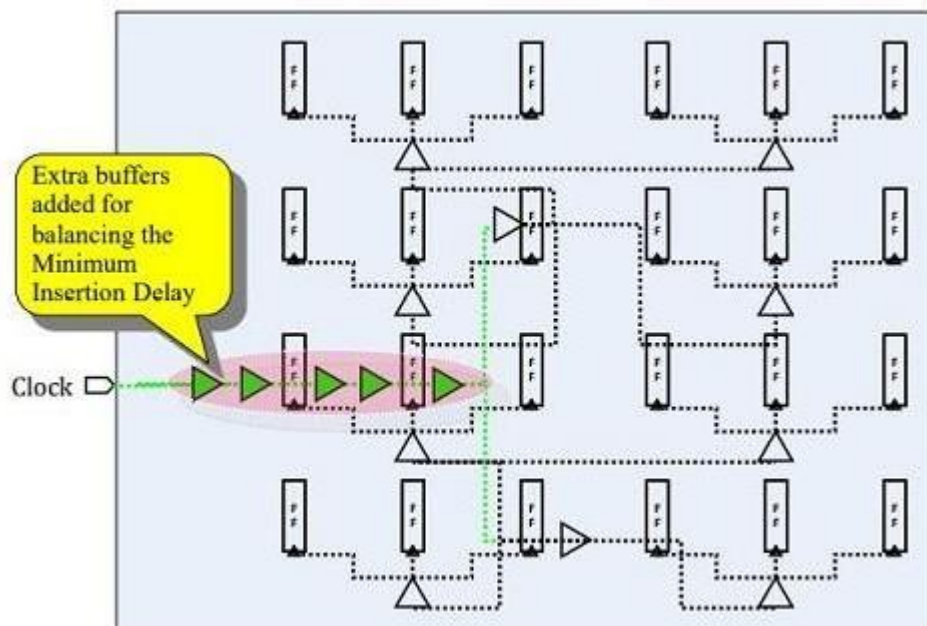 F F F F F F
F F F F F F
Extra buffers
added for
balancing the
Minimum
Insertion Delay
F F F F F F
F F F F F F
F F F F F F
F F F F F F
Clock
F F F F F F
F F F F F F